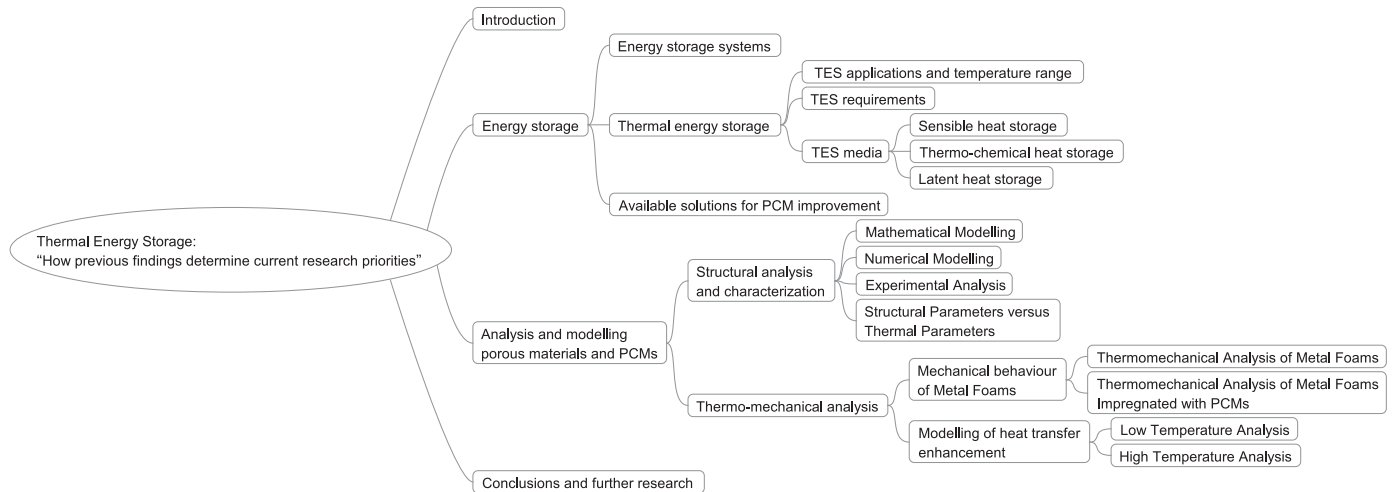 Thermal Energy Storage:
“How previous findings determine current research priorities”
Introduction
Energy storage
Energy storage systems
Thermal energy storage
TES applications and temperature range
TES requirements
TES media
Sensible heat storage
Thermo-chemical heat storage
Latent heat storage
Available solutions for PCM improvement
Analysis and modelling
porous materials and PCMs
Structural analysis
and characterization
Mathematical Modelling
Numerical Modelling
Experimental Analysis
Structural Parameters versus
Thermal Parameters
Thermo-mechanical analysis
Mechanical behaviour
of Metal Foams
Thermomechanical Analysis of Metal Foams
Thermomechanical Analysis of Metal Foams
Impregnated with PCMs
Modelling of heat transfer
enhancement
Low Temperature Analysis
High Temperature Analysis
Conclusions and further research